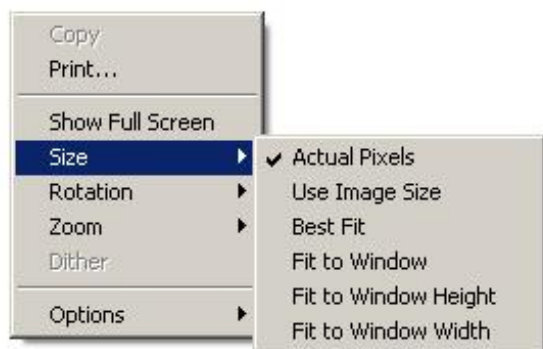 Copy
Print...
Show Full Screen
Size
Rotation
Zoom
Dither
Options
Actual Pixels
Use Image Size
Best Fit
Fit to Window
Fit to Window Height
Fit to Window Width